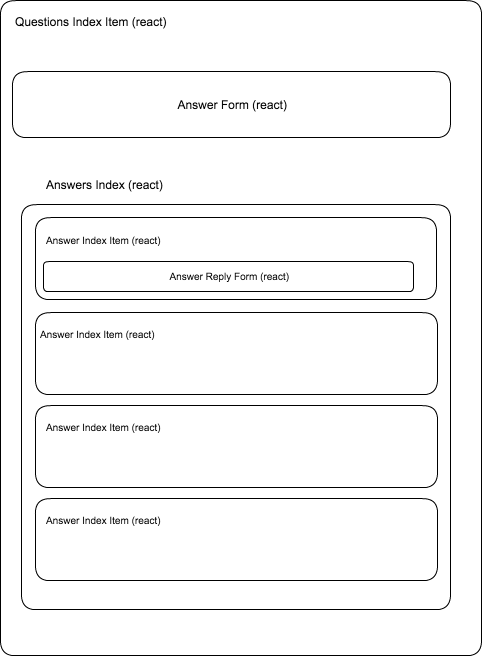 Questions Index Item (react)
Answer Form (react)
Answers Index (react)
Answer Index Item (react)
Answer Reply Form (react)
Answer Index Item (react)
Answer Index Item (react)
Answer Index Item (react)